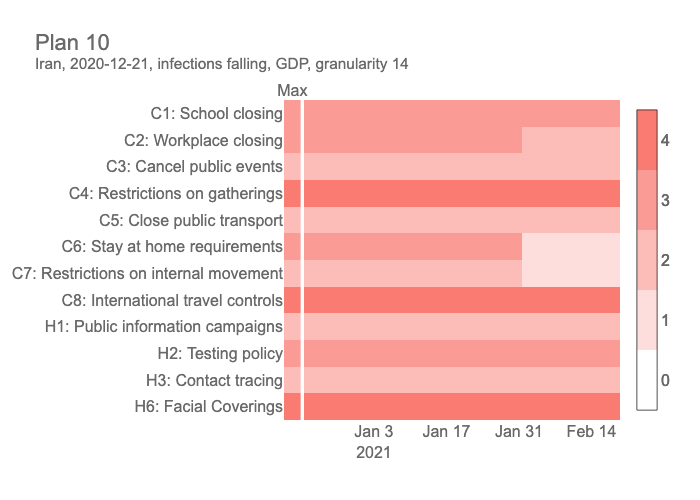 Plan 10
Iran, 2020-12-21, infections falling, GDP, granularity 14
Max
C1: School closing
C2: Workplace closing
C3: Cancel public events
C4: Restrictions on gatherings
C5: Close public transport
C6: Stay at home requirements
C7: Restrictions on internal movement
C8: International travel controls
H1: Public information campaigns
H2: Testing policy
H3: Contact tracing
H6: Facial Coverings
Jan 3 Jan 17 Jan 31 Feb 14
2021
4
3
2
1
0